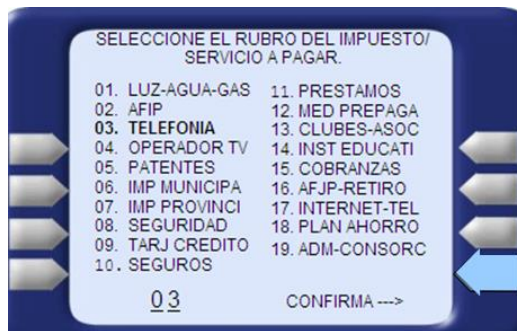 SELECCIONE EL RUBRO DEL IMPUESTO/
SERVICIO A PAGAR.
01. LUZ-AGUA-GAS
02. AFIP
03. TELEFONIA
04. OPERADOR TV
05. PATENTES
06. IMP MUNICIPA
07. IMP PROVINCI
08. SEGURIDAD
09. TARJ CREDITO
10. SEGUROS
11. PRESTAMOS
12. MED PREPAGA
13. CLUBES-ASOC
14. INST EDUCATI
15. COBRANZAS
16. AFJP-RETIRO
17. INTERNET-TEL
18. PLAN AHORRO
19. ADM-CONSORC
03
CONFIRMA --->